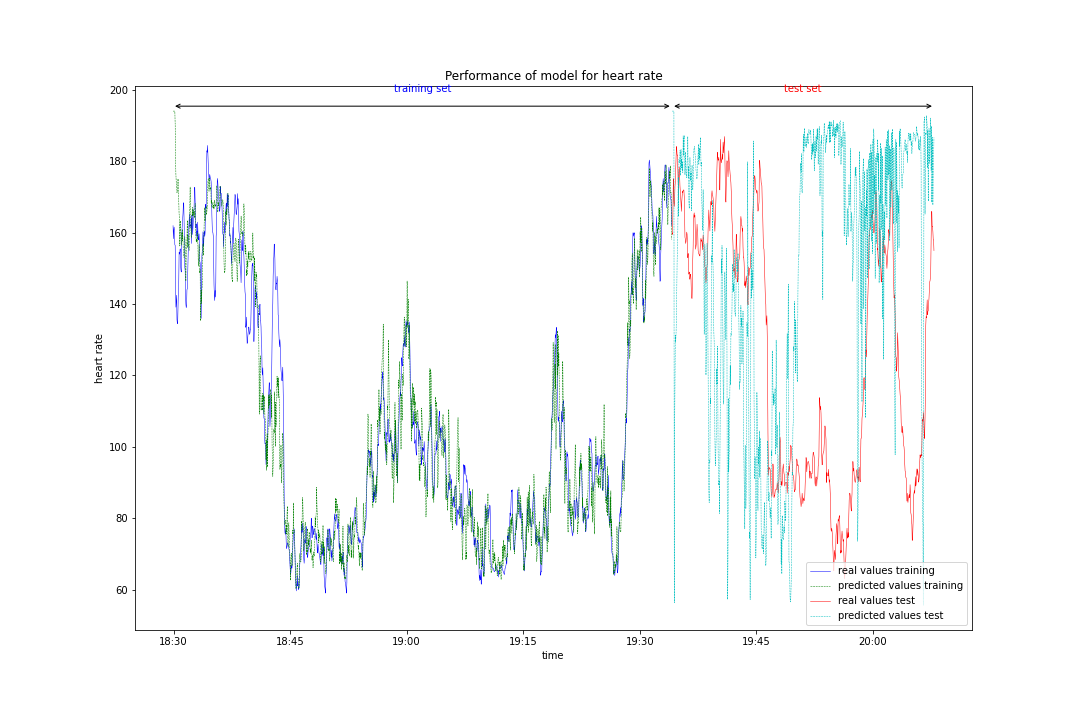 Performance of model for heart rate
training set
test set
200
180
160
140
120
100
80
60
heart rate
18:30
18:45
19:00
19:15
19:30
19:45
20:00
time
real values training
predicted values training
real values test
predicted values test